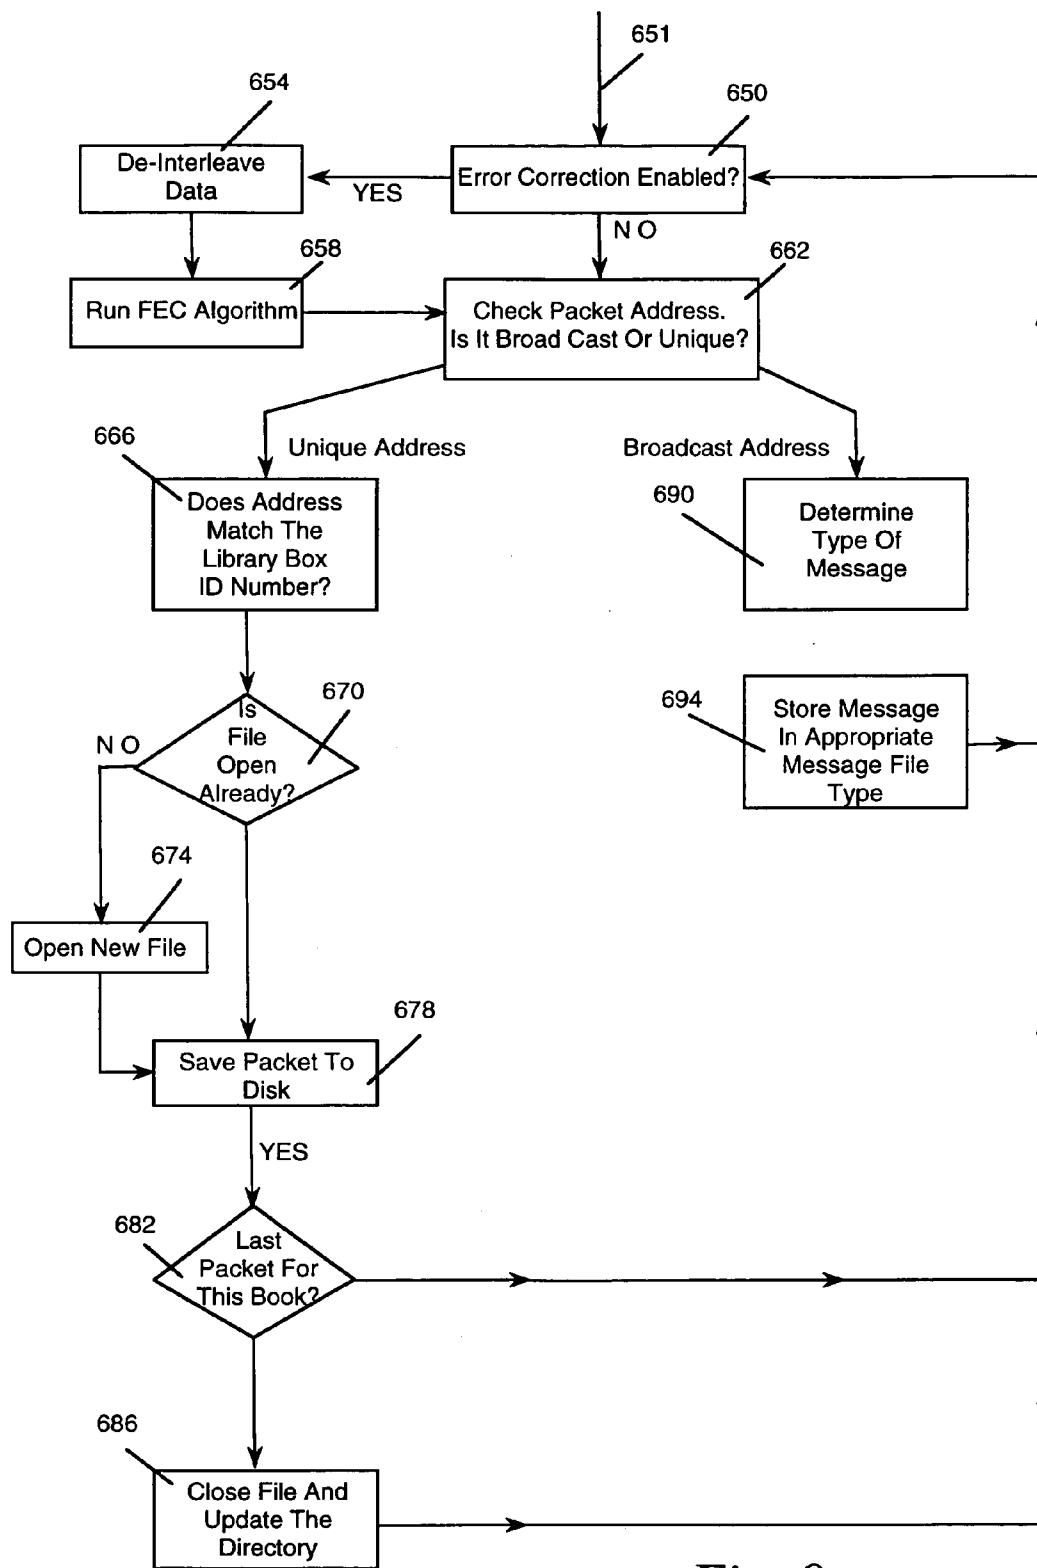 651
654
650
De-Interleave
Data
Error Correction Enabled?
YES
N O
658
662
Run FEC Algorithm
Check Packet Address.
Is It Broad Cast Or Unique?
666
Unique Address
Broadcast Address
690
Does Address
Match The
Library Box
ID Number?
Determine
Type Of
Message
670
694
Is
File
Open
Already?
N O
Store Message
In Appropriate
Message File
Type
674
Open New File
678
Save Packet To
Disk
YES
682
Last
Packet For
This Book?
686
Close File And
Update The
Directory